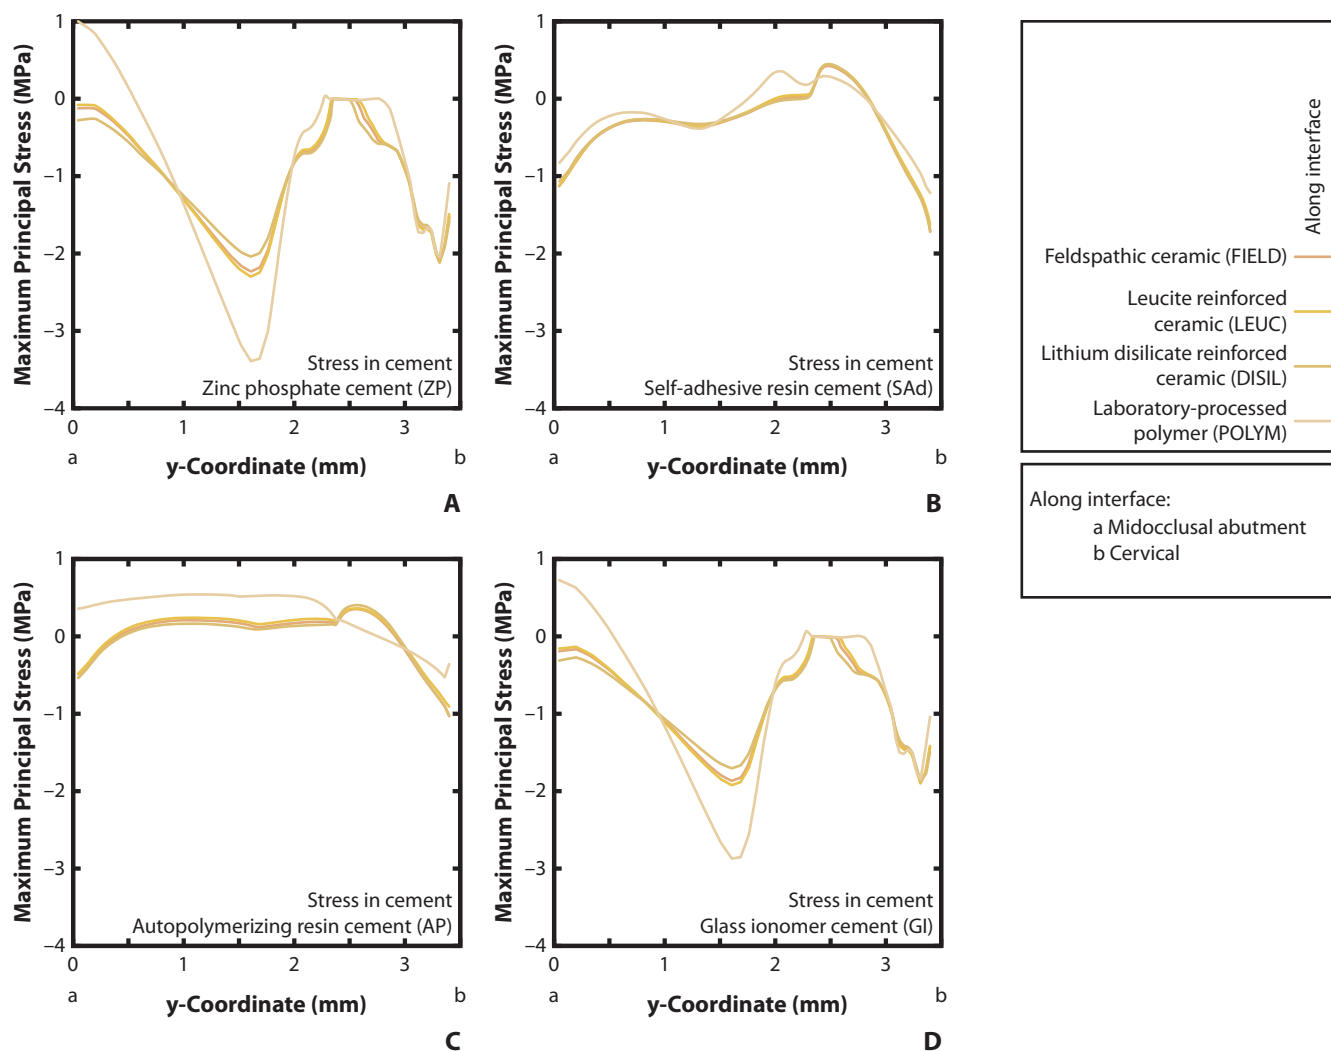 Maximum Principal Stress (MPa)
1
0
–1
–2
–3
–4
Stress in cement
Zinc phosphate cement (ZP)
0
1
2
3
a
y-Coordinate (mm)
b
A
Maximum Principal Stress (MPa)
1
0
–1
–2
–3
–4
Stress in cement
Self-adhesive resin cement (SAd)
0
1
2
3
a
y-Coordinate (mm)
b
B
Along interface
Feldspathic ceramic (FIELD)
Leucite reinforced
ceramic (LEUC)
Lithium disilicate reinforced
ceramic (DISIL)
Laboratory-processed
polymer (POLYM)
Along interface:
a Midocclusal abutment
b Cervical
Maximum Principal Stress (MPa)
1
0
–1
–2
–3
–4
Stress in cement
Autopolymerizing resin cement (AP)
0
1
2
3
a
y-Coordinate (mm)
b
C
Maximum Principal Stress (MPa)
1
0
–1
–2
–3
–4
Stress in cement
Glass ionomer cement (GI)
0
1
2
3
a
y-Coordinate (mm)
b
D